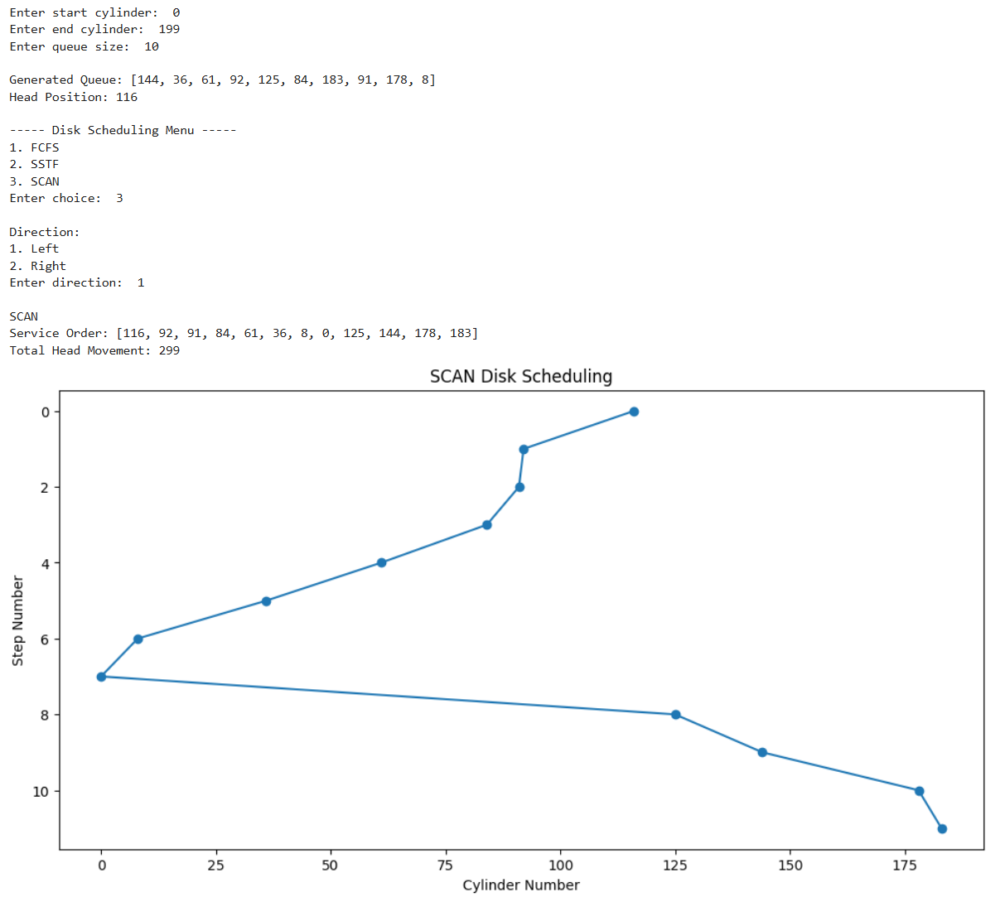 Enter start cylinder:  0
Enter end cylinder:  199
Enter queue size:  10
Generated Queue: [144, 36, 61, 92, 125, 84, 183, 91, 178, 8]
Head Position: 116
----- Disk Scheduling Menu -----
1. FCFS
2. SSTF
3. SCAN
Enter choice:  3
Direction:
1. Left
2. Right
Enter direction:  1
SCAN
Service Order: [116, 92, 91, 84, 61, 36, 8, 0, 125, 144, 178, 183]
Total Head Movement: 299
SCAN Disk Scheduling
Step Number
0
2
4
6
8
10
0 25 50 75 100 125 150 175
Cylinder Number